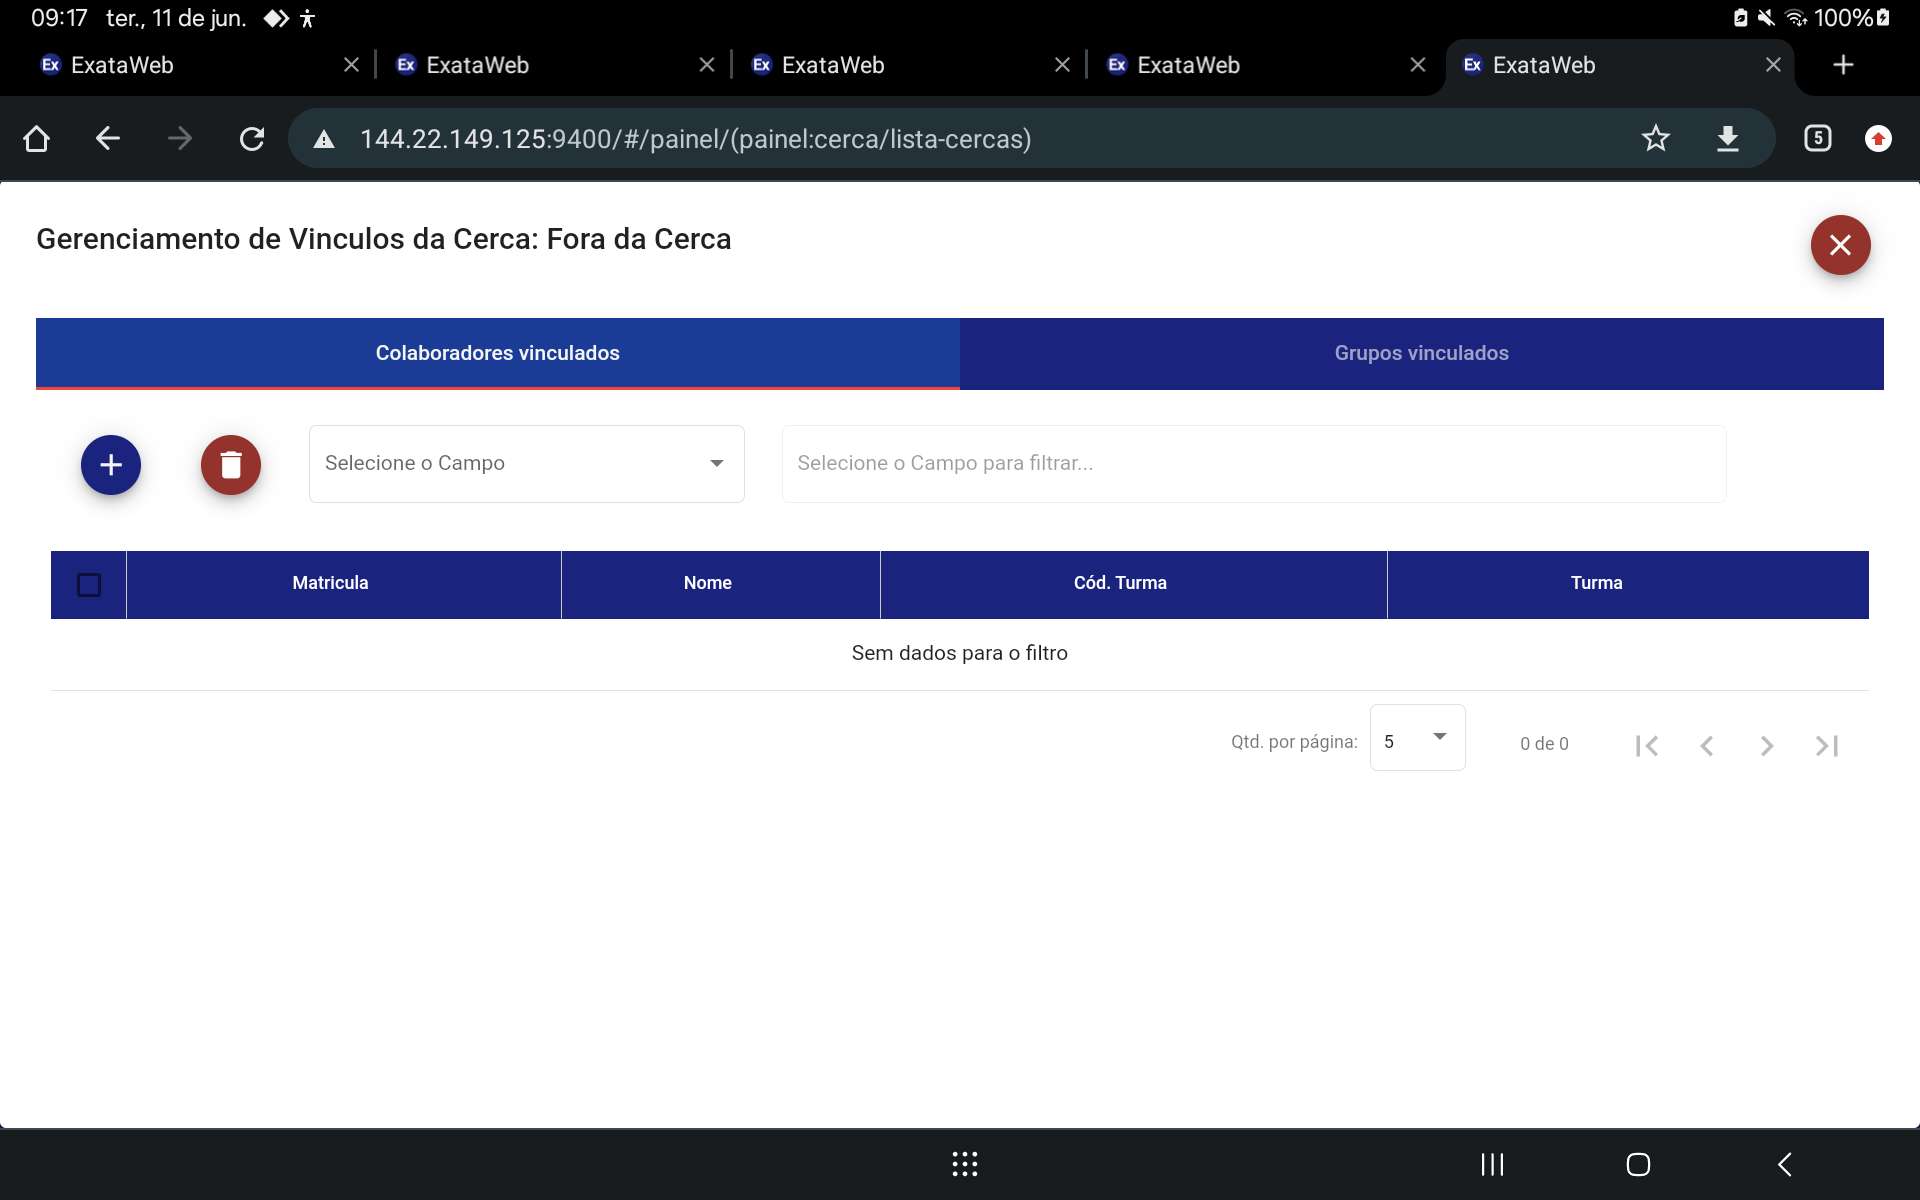 09:17 ter., 11 de jun. 100%
Ex ExataWeb Ex ExataWeb Ex ExataWeb Ex ExataWeb Ex ExataWeb
144.22.149.125:9400/#/painel/(painel:cerca/lista-cercas) 5
Gerenciamento de Vinculos da Cerca: Fora da Cerca
Colaboradores vinculados Grupos vinculados
Selecione o Campo Selecione o Campo para filtrar...
Matricula Nome Cód. Turma Turma
Sem dados para o filtro
Qtd. por página: 5 0 de 0